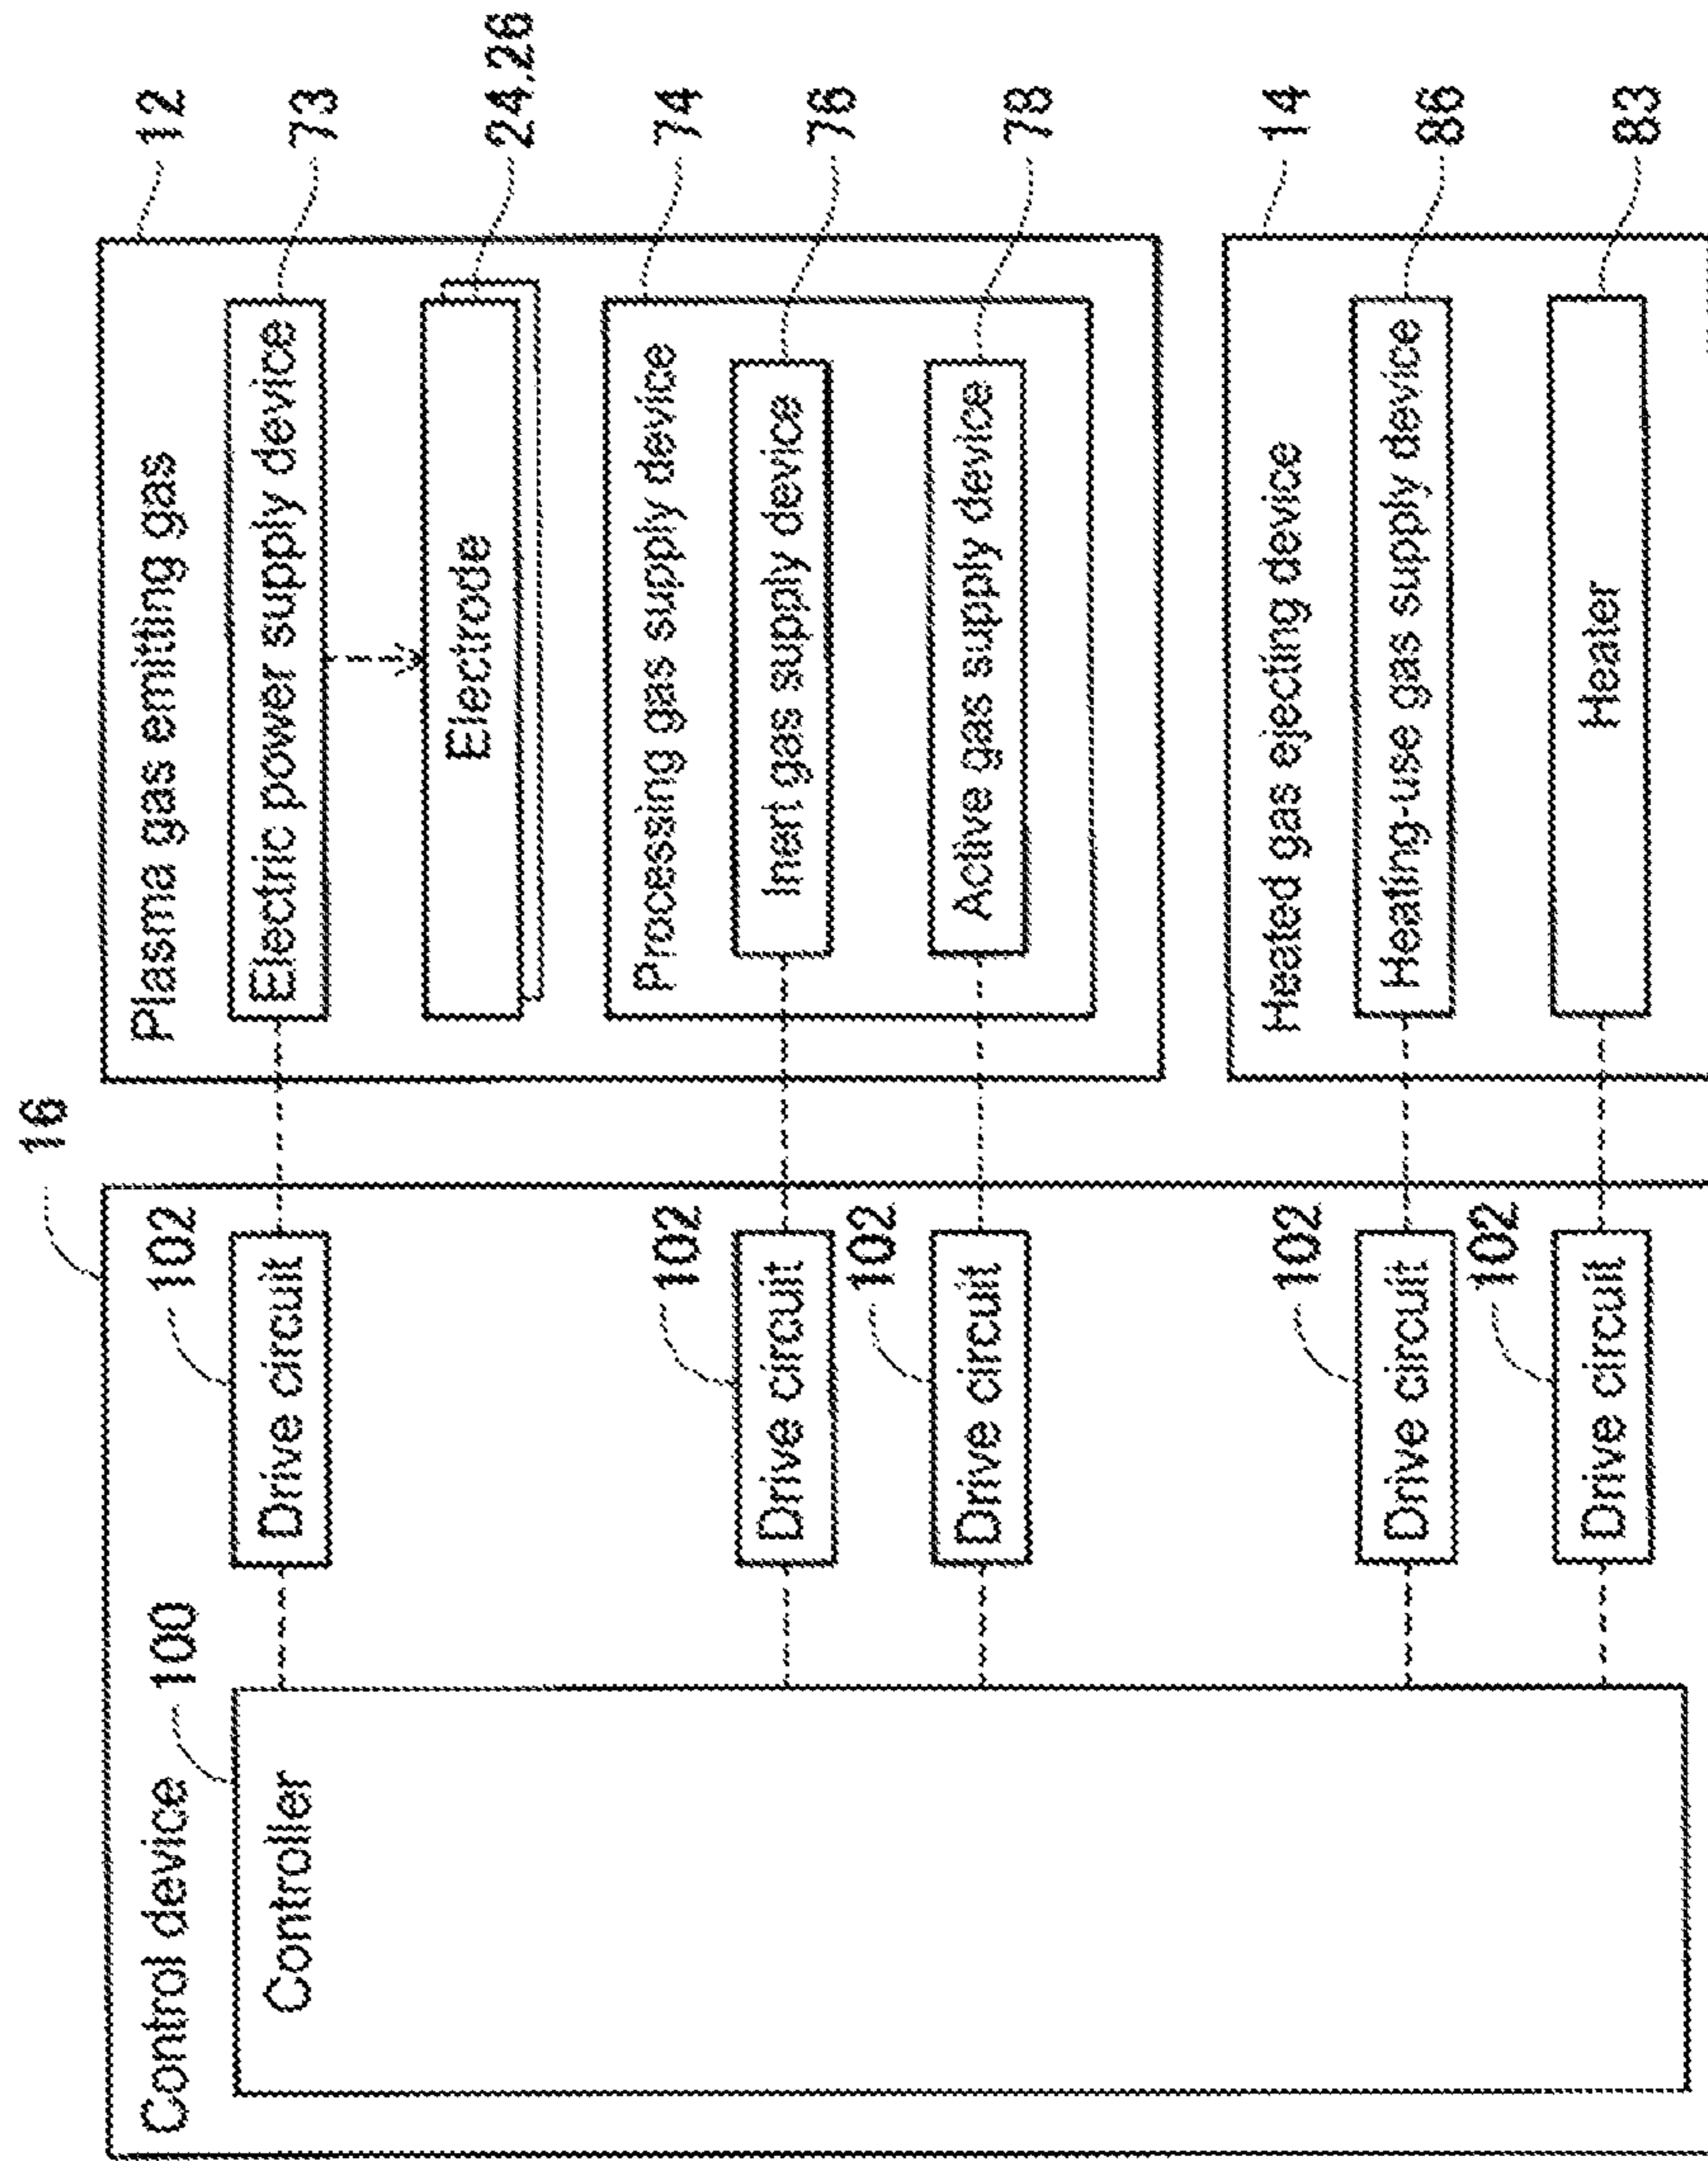 16
Control device
100
Controller
102
Drive circuit
102
Drive circuit
102
Drive circuit
102
Drive circuit
102
Drive circuit
Plasma gas emitting gas
12
Electric power supply device
73
Electrode
24,26
Processing gas supply device
74
Inert gas supply device
76
Active gas supply device
78
Heated gas ejecting device
14
Heating-use gas supply device
86
Heater
83